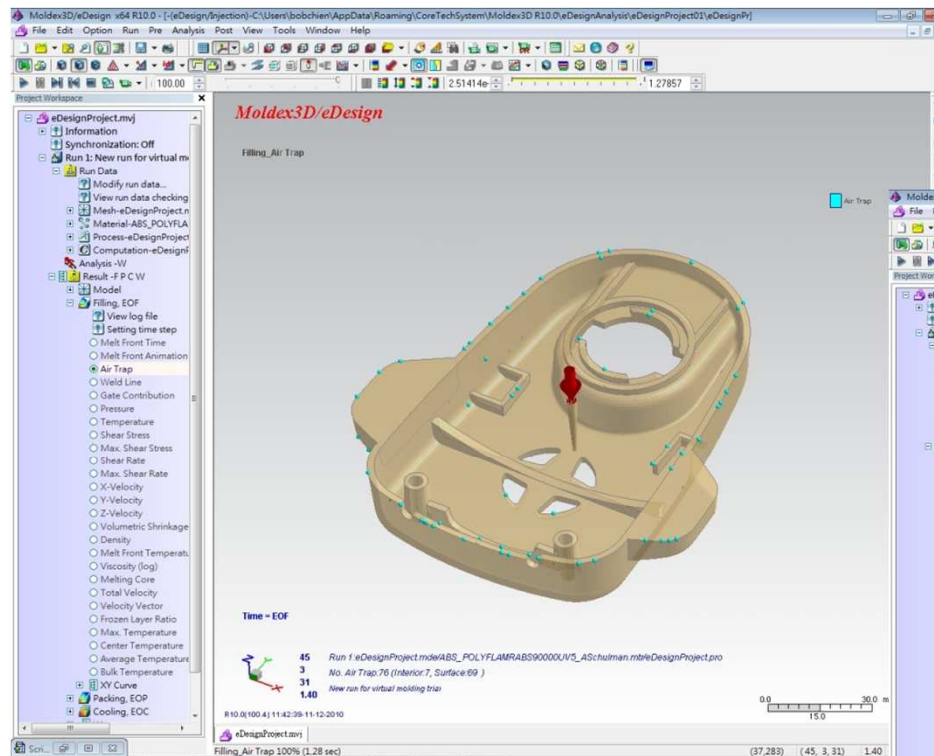 Moldex3D/eDesign x64 R10.0 - [-(eDesign/Injection)-C:\Users\bobchien\AppData\Roaming\CoreTechSystem\Moldex3D R10.0\eDesignAnalysis\eDesignProject01\eDesignPr]
File Edit Option Run Pre Analysis Post View Tools Window Help
100.00
2.51414e-
1.27857
Project Workspace
eDesignProject.mvj
Information
Synchronization: Off
Run 1: New run for virtual m
Run Data
Modify run data...
View run data checking
Mesh-eDesignProject.n
Material-ABS_POLYFLA
Process-eDesignProject
Computation-eDesignP
Analysis -W
Result -F P C W
Model
Filling, EOF
View log file
Setting time step
Melt Front Time
Melt Front Animation
Air Trap
Weld Line
Gate Contribution
Pressure
Temperature
Shear Stress
Max. Shear Stress
Shear Rate
Max. Shear Rate
X-Velocity
Y-Velocity
Z-Velocity
Volumetric Shrinkage
Density
Melt Front Temperatu
Viscosity (log)
Melting Core
Total Velocity
Velocity Vector
Frozen Layer Ratio
Max. Temperature
Center Temperature
Average Temperature
Bulk Temperature
XY Curve
Packing, EOP
Cooling, EOC
Scri...
Moldex3D/eDesign
Filling_Air Trap
Air Trap
Time = EOF
45
3
31
1.40
Run 1:eDesignProject.mde/ABS_POLYFLAMRABS90000UV5_ASchulman.mtr/eDesignProject.pro
No. Air Trap:76 (Interior:7, Surface:69 )
New run for virtual molding trial
0.0 30.0 m
15.0
R10.0(100.4) 11:42:39-11-12-2010
eDesignProject.mvj
Filling_Air Trap 100% (1.28 sec)
(37,283) ( 45, 3, 31) 1.40
Molde
File
Project Wor